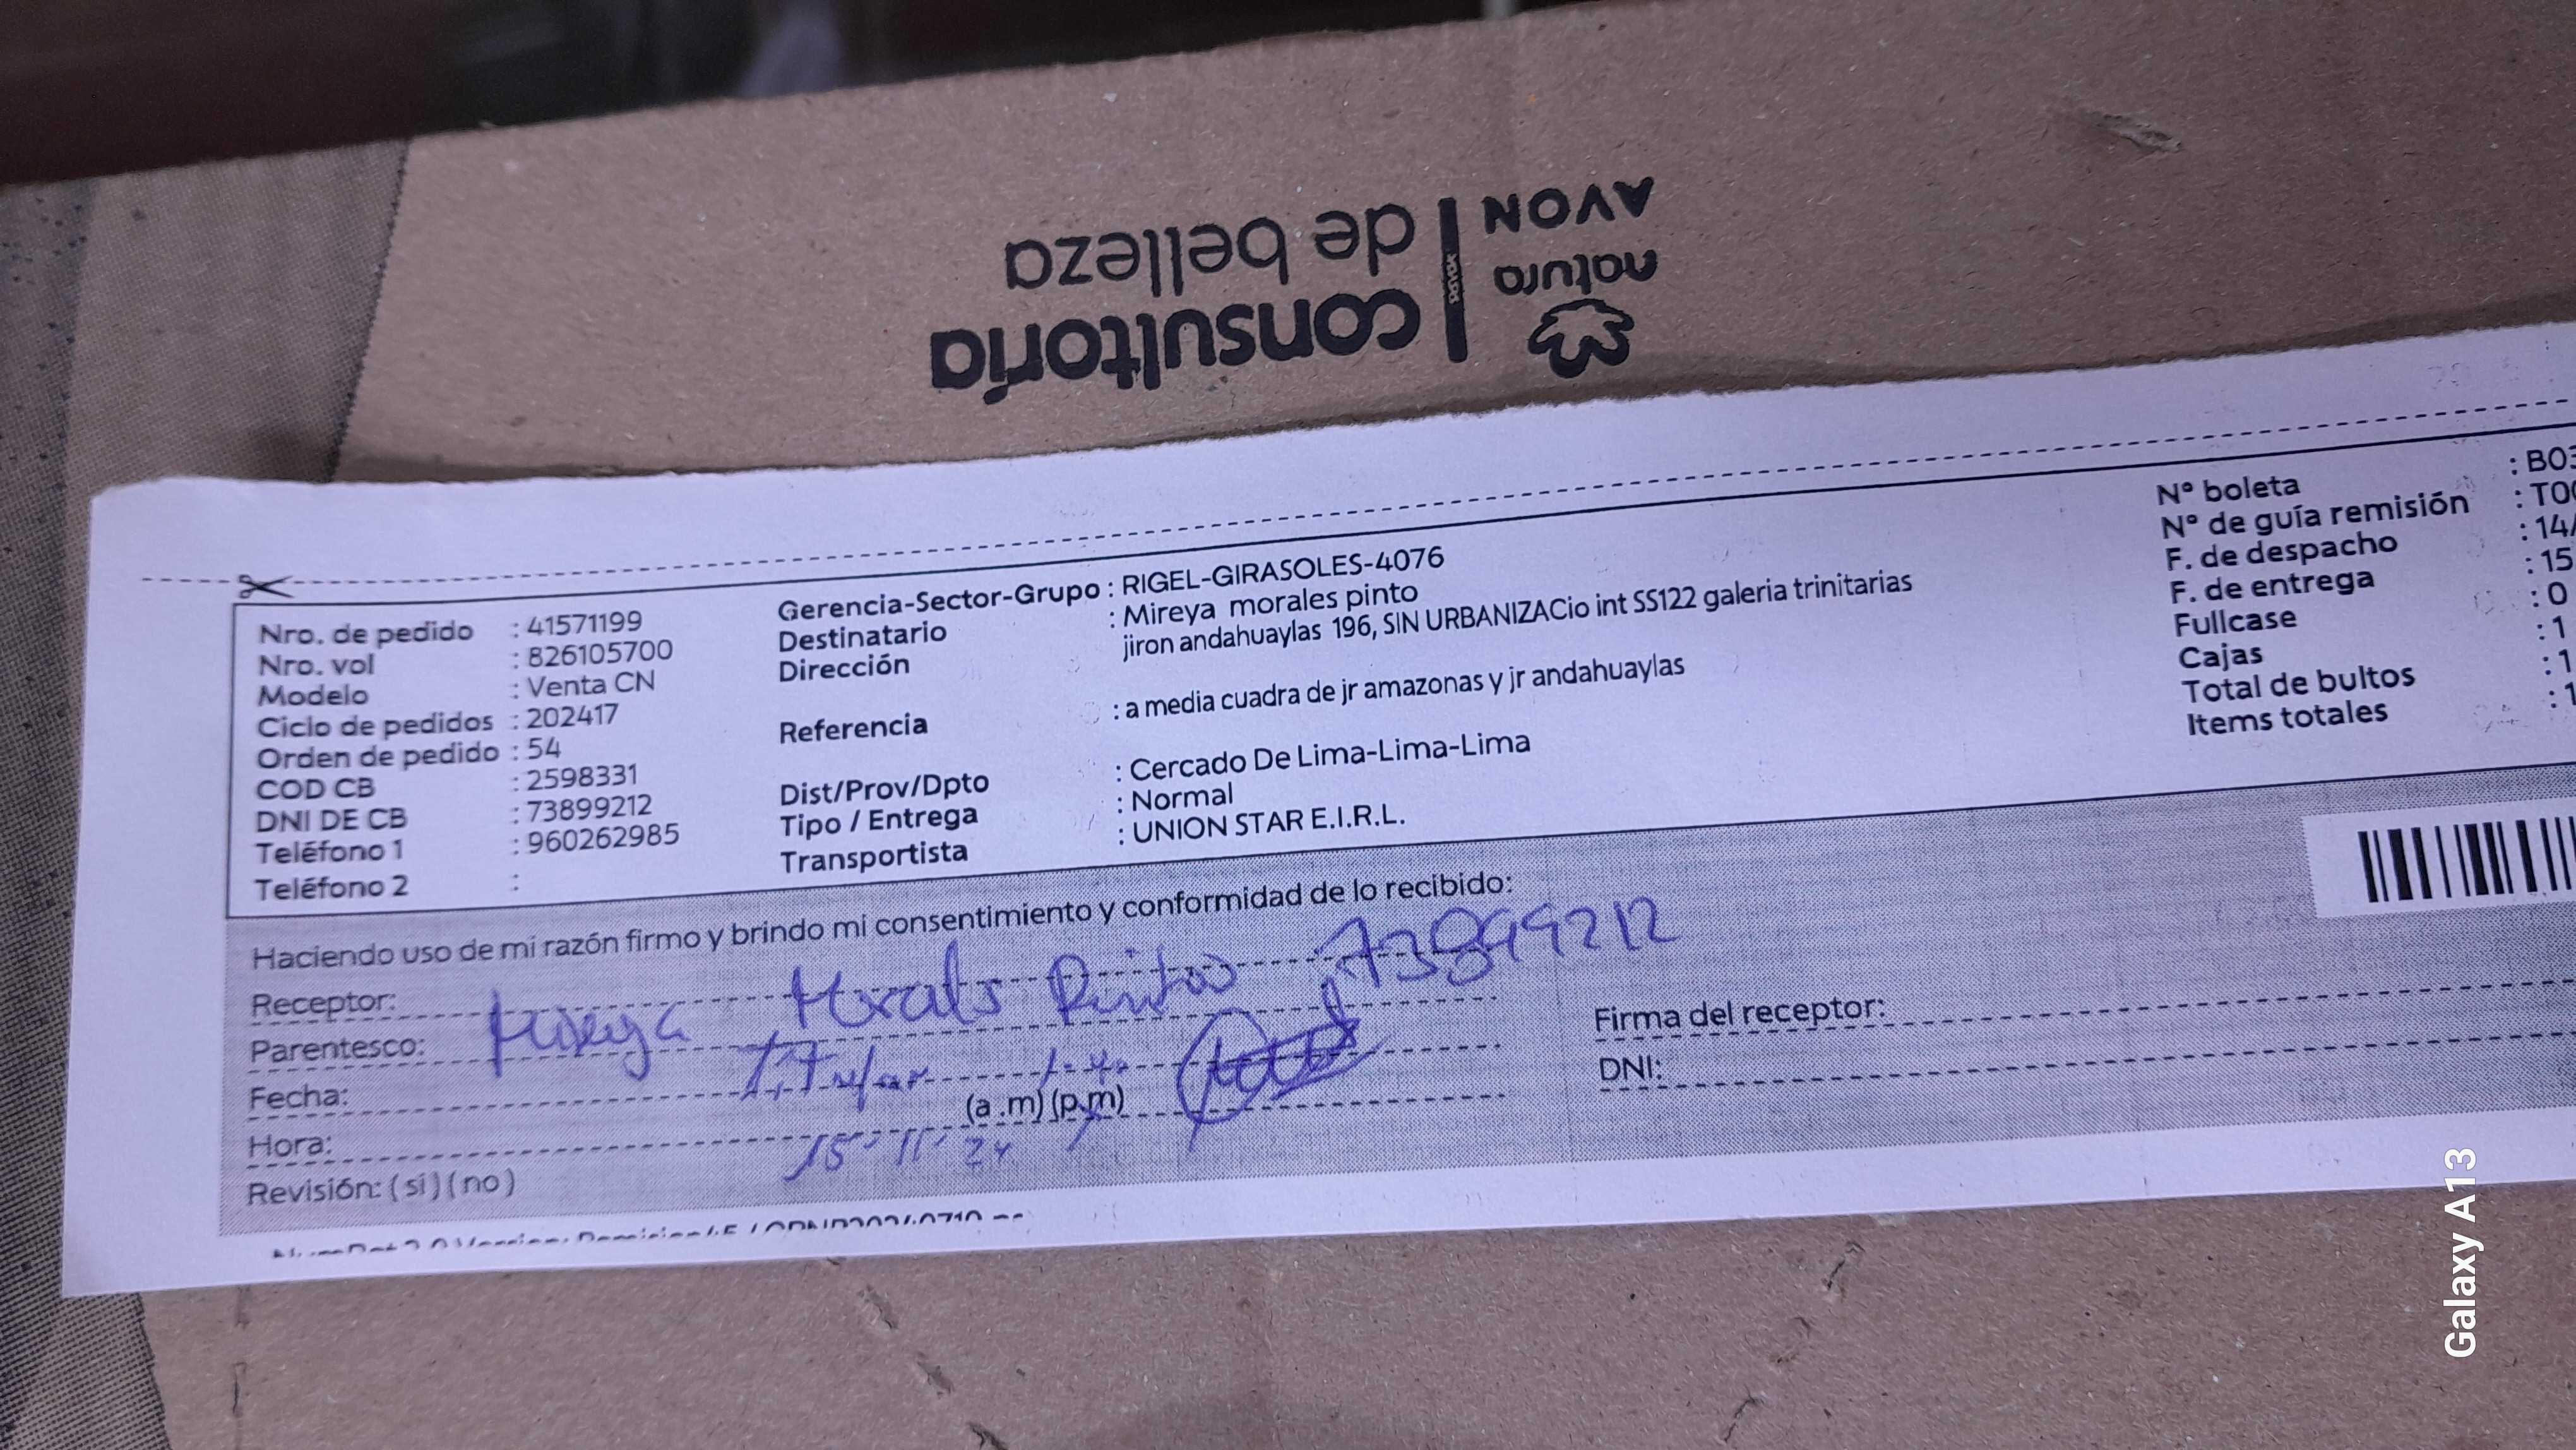 natura
AVON
consultoría
de belleza
Nro. de pedido : 41571199
Nro. vol : 826105700
Modelo : Venta CN
Ciclo de pedidos : 202417
Orden de pedido : 54
COD CB : 2598331
DNI DE CB : 73899212
Teléfono 1 : 960262985
Teléfono 2 :
Gerencia-Sector-Grupo : RIGEL-GIRASOLES-4076
Destinatario : Mireya morales pinto
Dirección jiron andahuaylas 196, SIN URBANIZACio int SS122 galeria trinitarias
Referencia : a media cuadra de jr amazonas y jr andahuaylas
Dist/Prov/Dpto : Cercado De Lima-Lima-Lima
Tipo / Entrega : Normal
Transportista : UNION STAR E.I.R.L.
N° boleta : B03
N° de guía remisión : T00
F. de despacho : 14/
F. de entrega : 15
Fullcase : 0
Cajas : 1
Total de bultos : 1
Items totales : 1
Haciendo uso de mi razón firmo y brindo mi consentimiento y conformidad de lo recibido:
Receptor: Mireya Morales Pinto 73899212
Parentesco:
Fecha: Titular
(a.m) (p.m)
Hora: 15-11-24
Revisión: (si) (no)
Firma del receptor:
DNI:
Galaxy A13